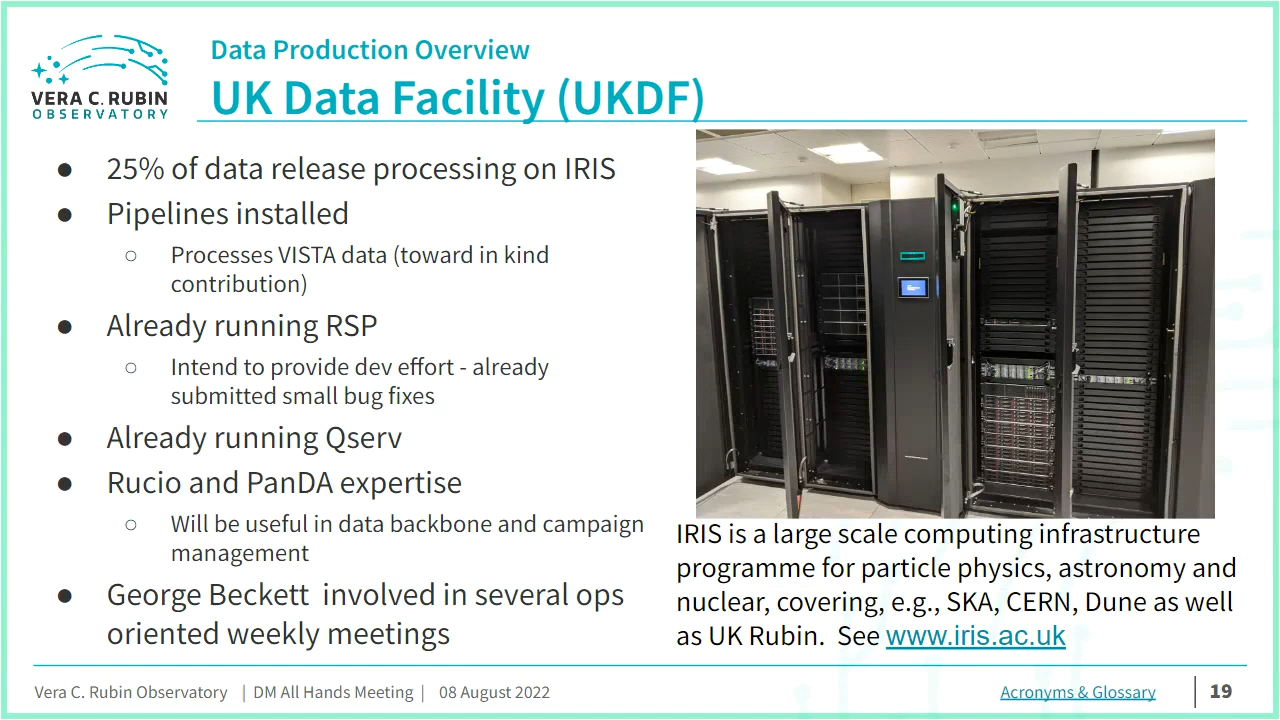 VERA C. RUBIN
OBSERVATORY
Data Production Overview
UK Data Facility (UKDF)
● 25% of data release processing on IRIS
● Pipelines installed
○ Processes VISTA data (toward in kind
contribution)
● Already running RSP
○ Intend to provide dev effort - already
submitted small bug fixes
● Already running Qserv
● Rucio and PanDA expertise
○ Will be useful in data backbone and campaign
management
● George Beckett  involved in several ops
oriented weekly meetings
IRIS is a large scale computing infrastructure
programme for particle physics, astronomy and
nuclear, covering, e.g., SKA, CERN, Dune as well
as UK Rubin.  See www.iris.ac.uk
Vera C. Rubin Observatory | DM All Hands Meeting | 08 August 2022
Acronyms & Glossary
19